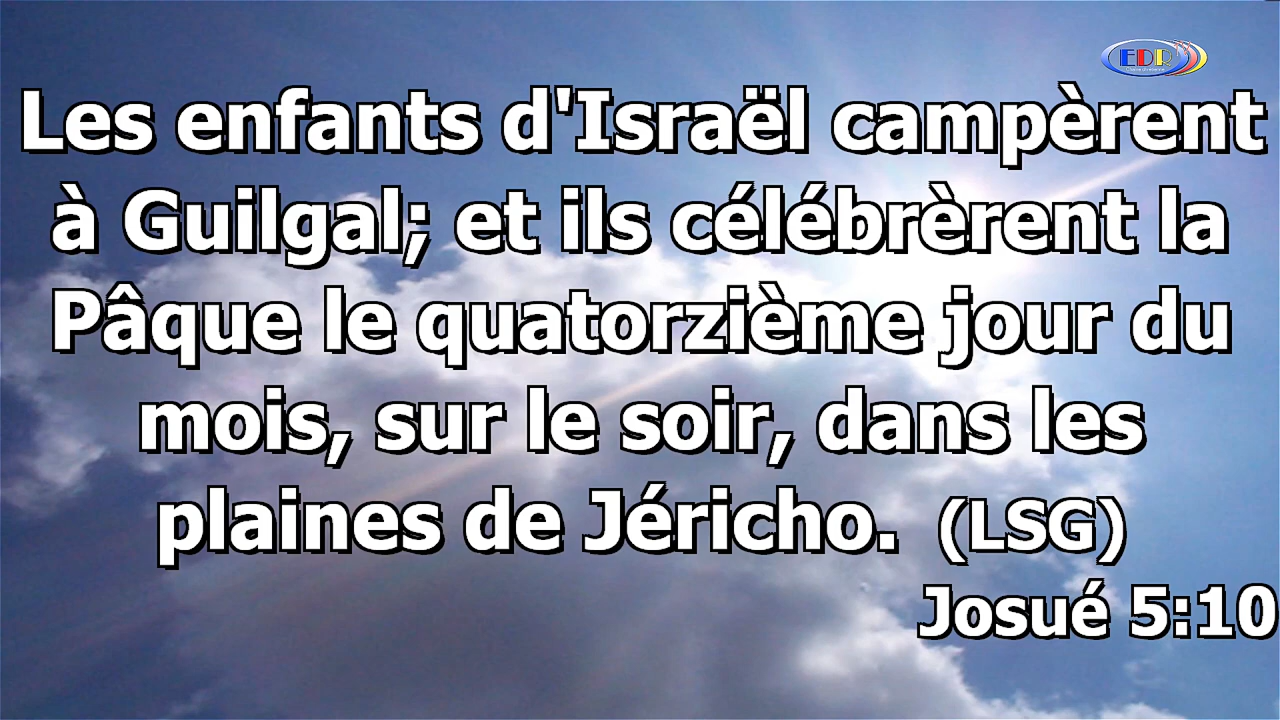 EDR
Les enfants d'Israël campèrent
à Guilgal; et ils célébrèrent la
Pâque le quatorzième jour du
mois, sur le soir, dans les
plaines de Jéricho. (LSG)
Josué 5:10